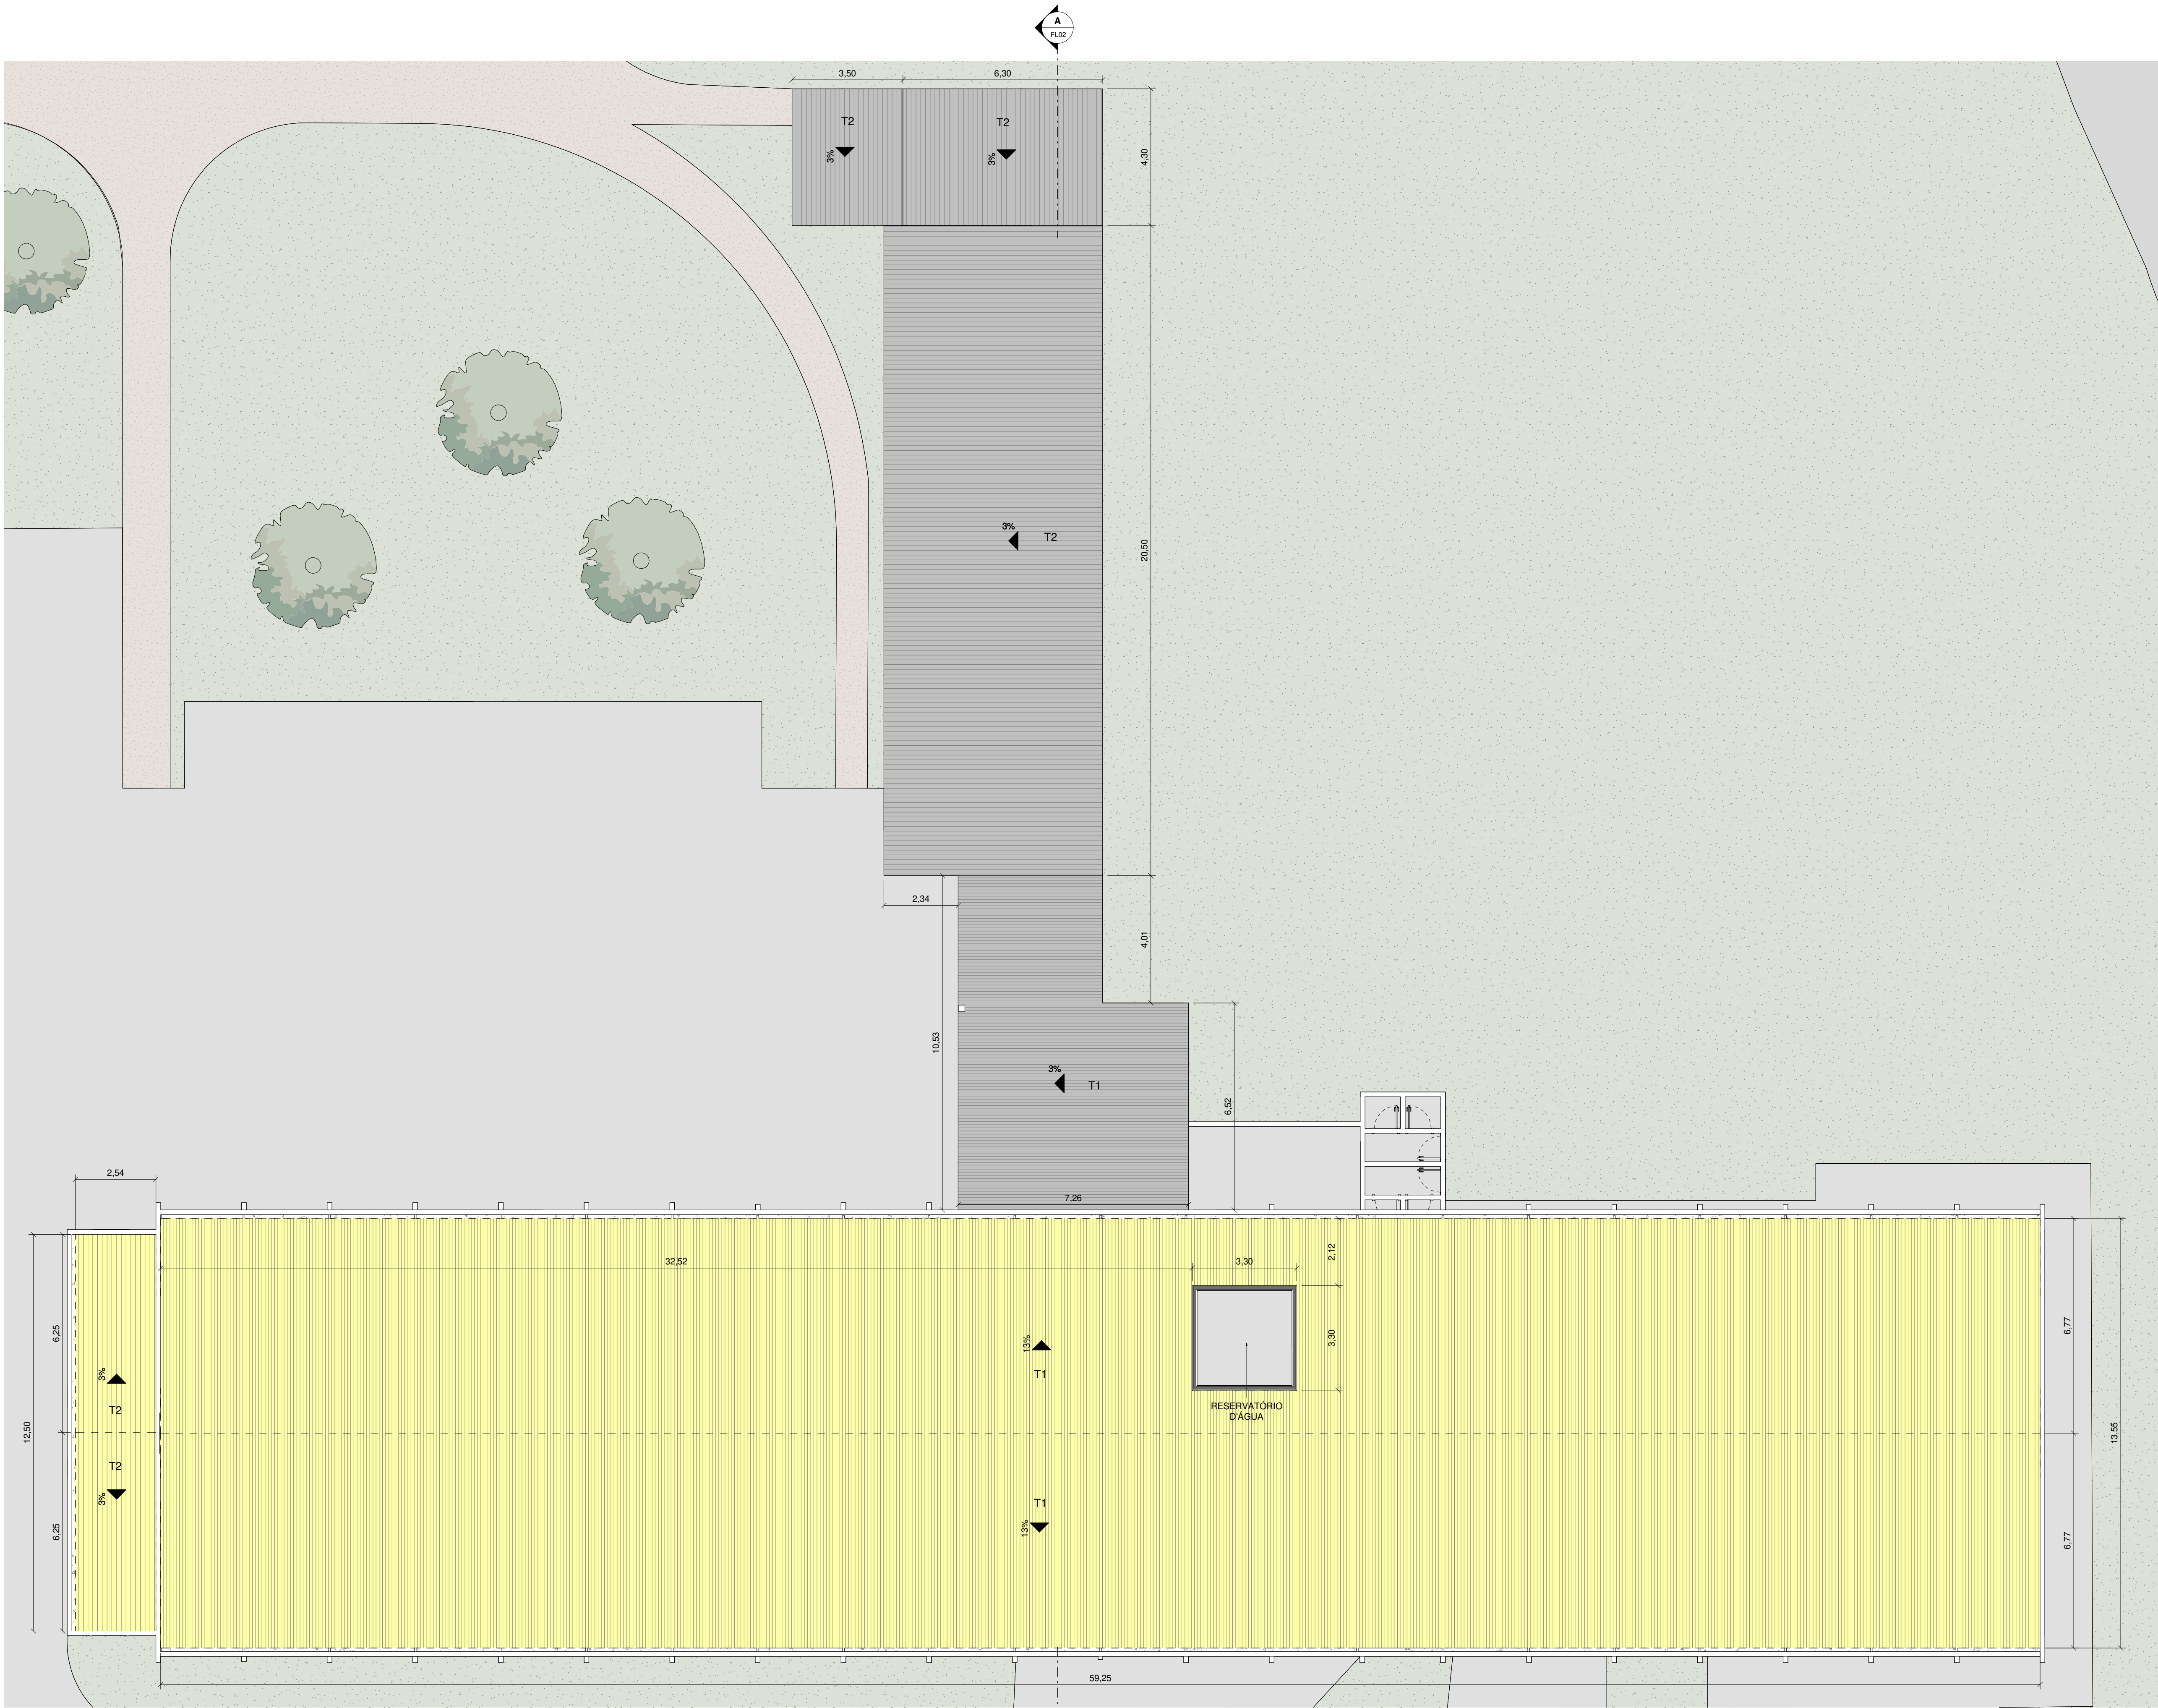 A
FL02
3,50
6,30
T2
T2
3%
3%
4,30
3%
T2
20,50
2,34
4,01
10,53
3%
T1
6,52
2,54
7,26
32,52
3,30
2,12
6,25
3%
T2
13%
T1
3,30
6,77
RESERVATÓRIO
D'ÁGUA
12,50
13,55
T2
3%
6,25
T1
13%
6,77
59,25